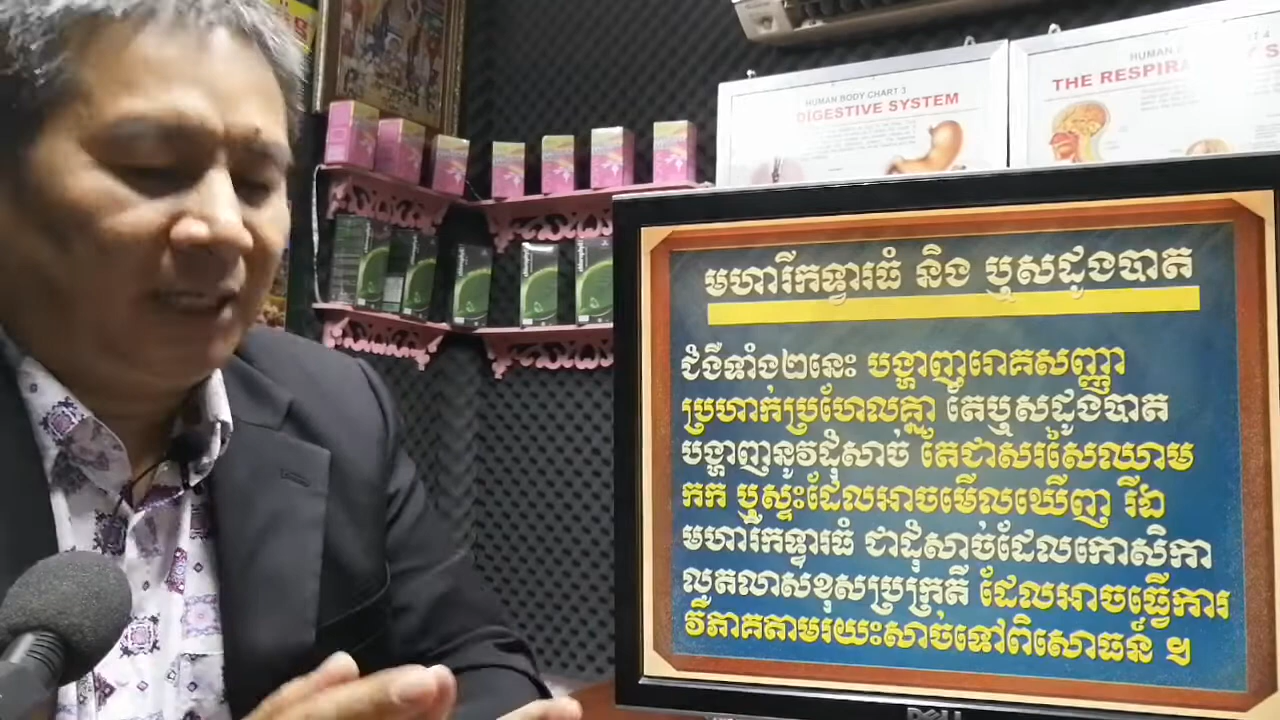 HUMAN BODY CHART 3
DIGESTIVE SYSTEM
HUMAN
THE RESPIRA
មហារីកទ្វារធំ និង ឬសដូងបាត
ជំងឺទាំង២នេះ បង្ហាញរោគសញ្ញា
ប្រហាក់ប្រហែលគ្នា តែឬសដូងបាត
បង្ហាញនូវដុំសាច់ តែជាសរសៃឈាម
កក ឬស្ទះដែលអាចមើលឃើញ រីឯ
មហារីកទ្វារធំ ជាដុំសាច់ដែលកោសិកា
លូតលាស់ខុសប្រក្រតី ដែលអាចធ្វើការ
វិភាគតាមរយះសាច់ទៅពិសោធន៍ ។